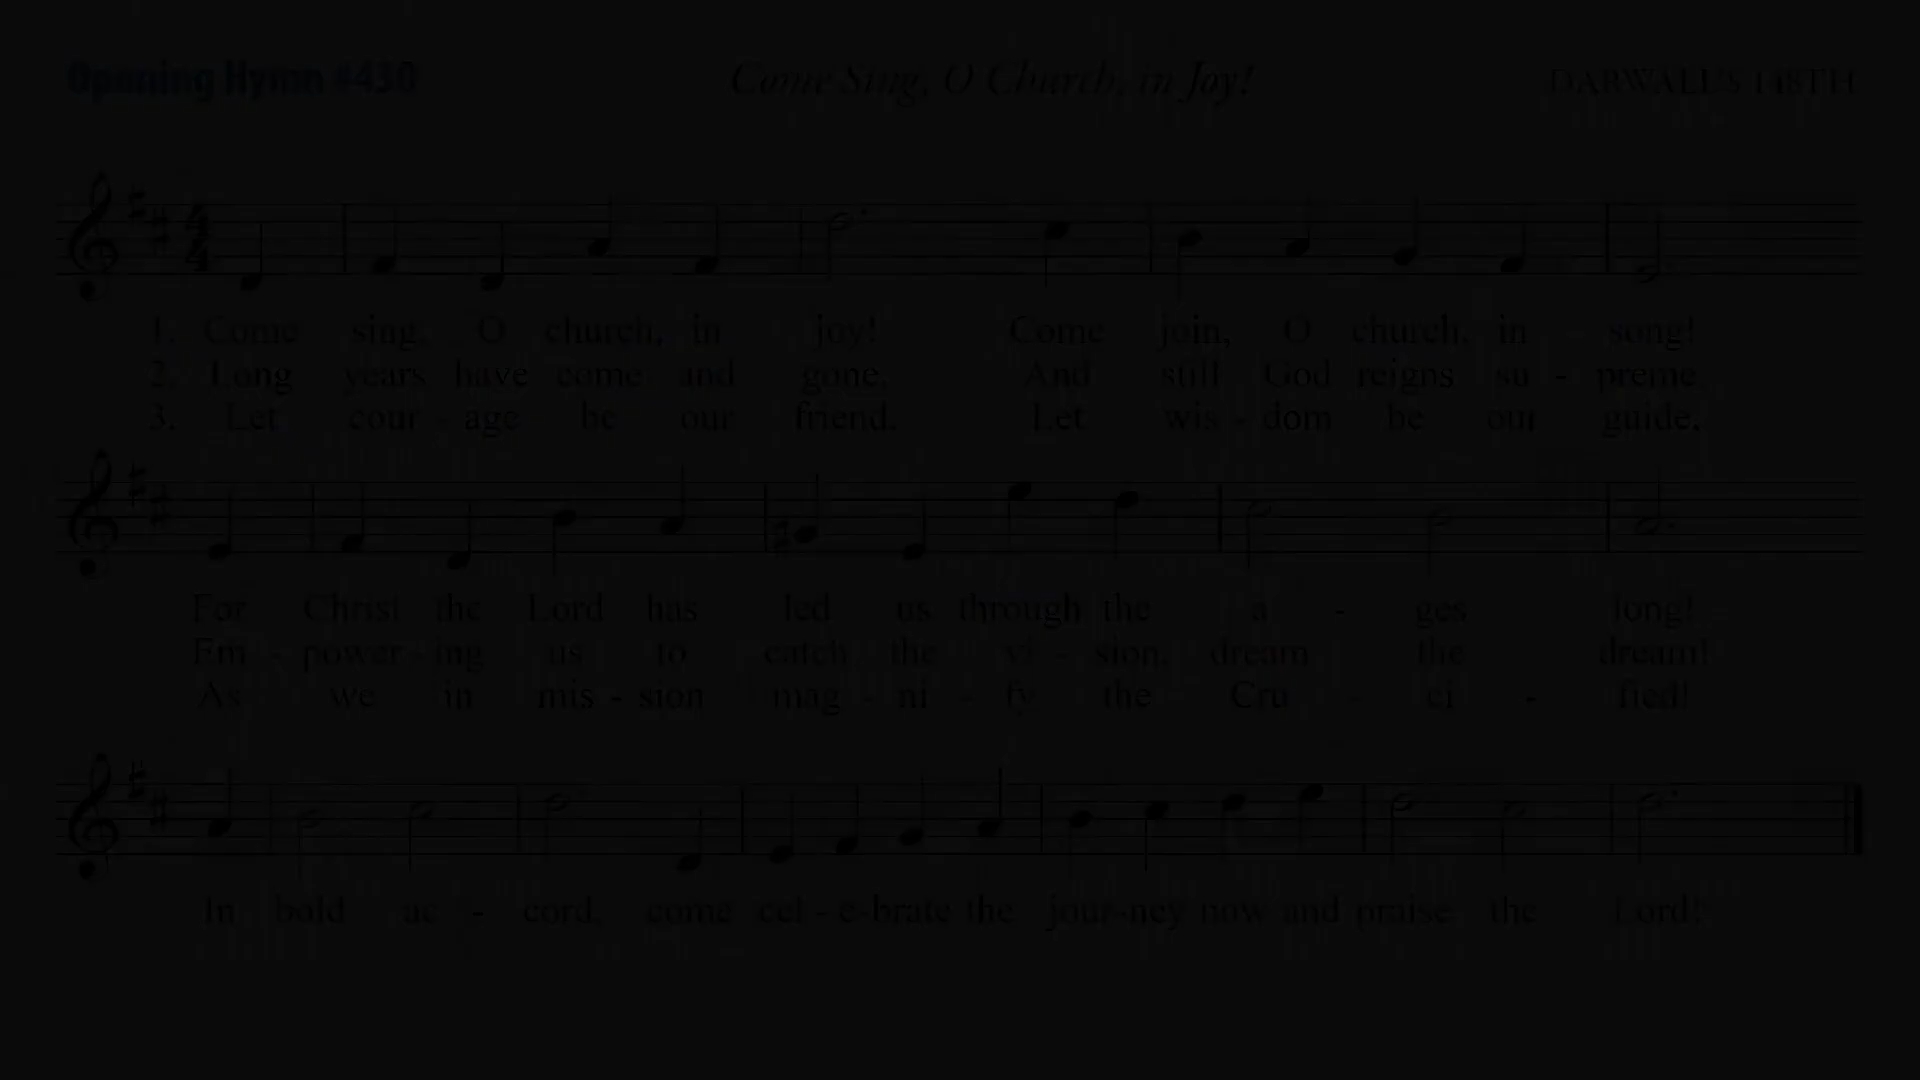 Opening Hymn #430
Come Sing, O Church, in Joy!
DARWALL'S 148TH
1. Come sing, O church, in joy! Come join, O church, in song!
2. Long years have come and gone, And still God reigns su - preme,
3. Let cour - age be our friend, Let wis - dom be our guide,
For Christ the Lord has led us through the a - ges long!
Em - power - ing us to catch the vi - sion, dream the dream!
As we in mis - sion mag - ni - fy the Cru - ci - fied!
In bold ac - cord, come cel - e-brate the jour-ney now and praise the Lord!